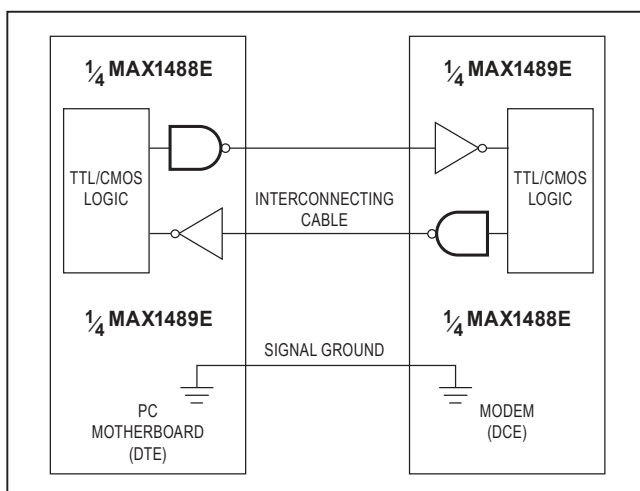 1/4 MAX1488E
TTL/CMOS
LOGIC
1/4 MAX1489E
PC
MOTHERBOARD
(DTE)
INTERCONNECTING
CABLE
SIGNAL GROUND
1/4 MAX1489E
TTL/CMOS
LOGIC
1/4 MAX1488E
MODEM
(DCE)